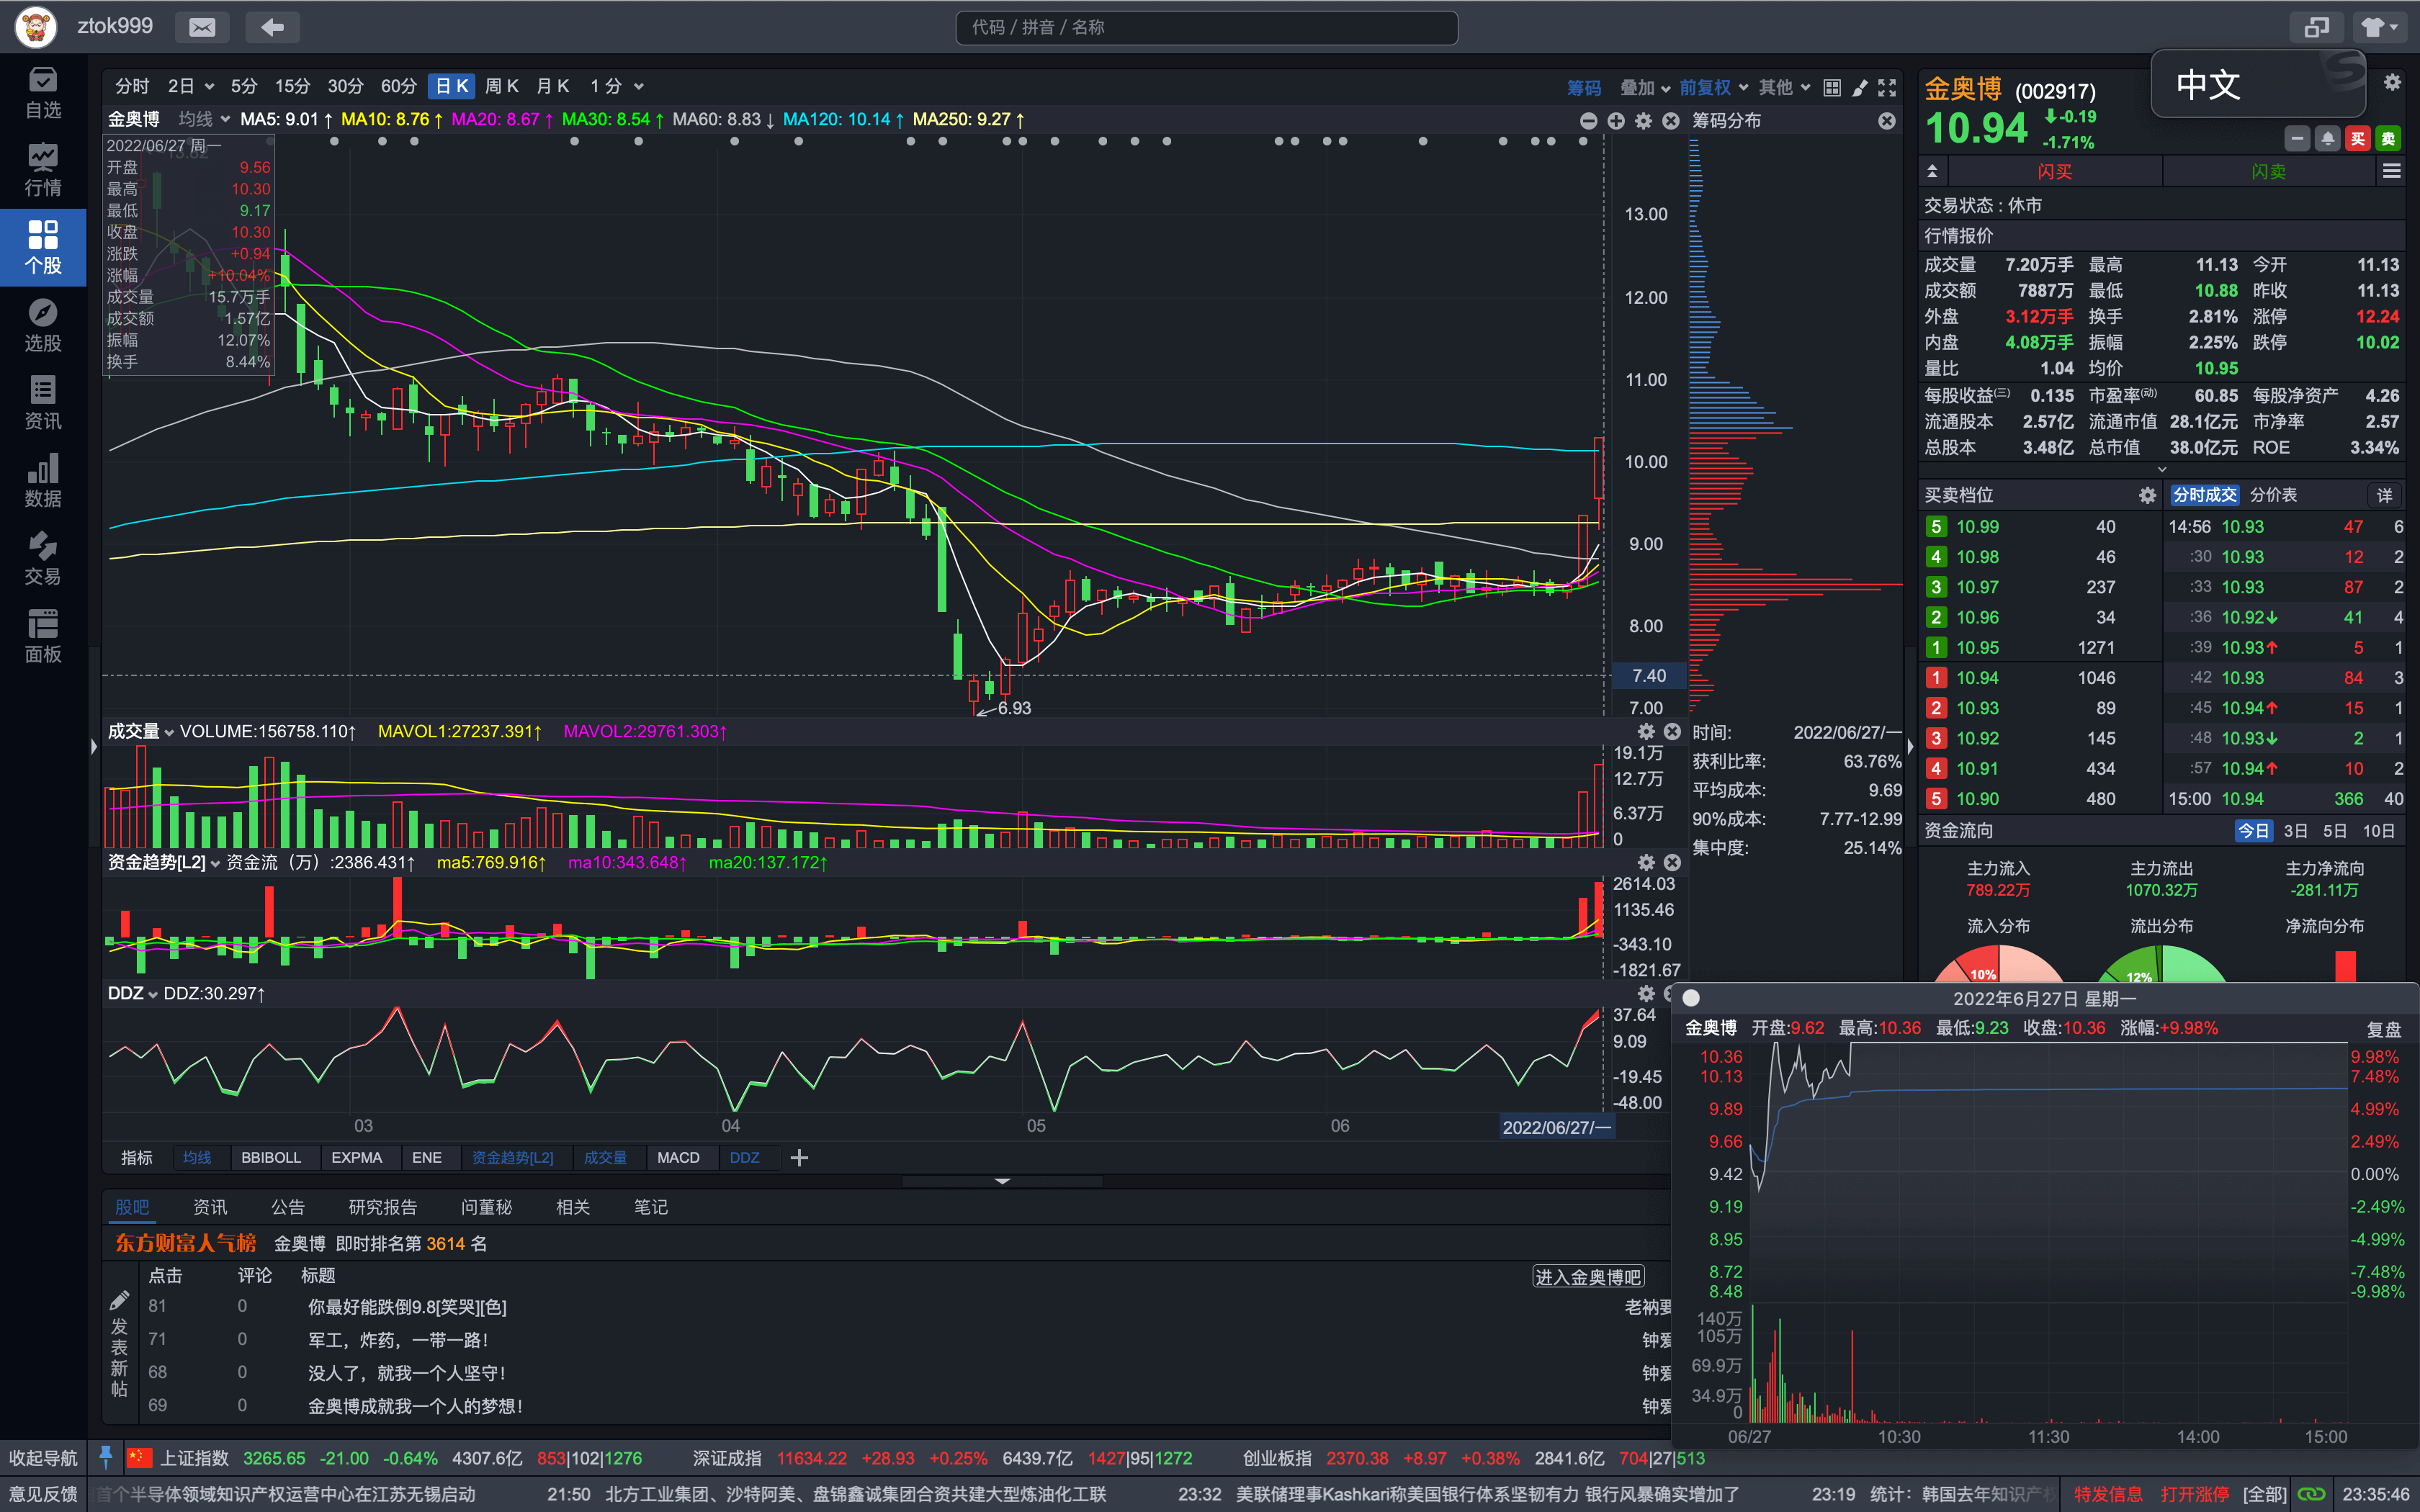 ztok999
代码 / 拼音 / 名称
中文
自选
行情
个股
选股
资讯
数据
交易
面板
分时 2日 5分 15分 30分 60分 日K 周K 月K 1分 筹码 叠加 前复权 其他
金奥博 均线 MA5: 9.01↑ MA10: 8.76↑ MA20: 8.67↑ MA30: 8.54↑ MA60: 8.83↓ MA120: 10.14↑ MA250: 9.27↑
筹码分布
2022/06/27 周一
开盘 9.56
最高 10.30
最低 9.17
收盘 10.30
涨跌 +0.94
涨幅 +10.04%
成交量 15.7万手
成交额 1.57亿
振幅 12.07%
换手 8.44%
13.00
12.00
11.00
10.00
9.00
8.00
7.40
7.00
6.93
成交量 VOLUME:156758.110↑ MAVOL1:27237.391↑ MAVOL2:29761.303↑
19.1万
12.7万
6.37万
0
资金趋势[L2] 资金流（万）:2386.431↑ ma5:769.916↑ ma10:343.648↑ ma20:137.172↑
2614.03
1135.46
-343.10
-1821.67
DDZ DDZ:30.297↑
37.64
9.09
-19.45
-48.00
03 04 05 06 2022/06/27/一
时间: 2022/06/27/一
获利比率: 63.76%
平均成本: 9.69
90%成本: 7.77-12.99
集中度: 25.14%
指标 均线 BBIBOLL EXPMA ENE 资金趋势[L2] 成交量 MACD DDZ
股吧 资讯 公告 研究报告 问董秘 相关 笔记
东方财富人气榜 金奥博 即时排名第 3614 名
点击 评论 标题 进入金奥博吧
发表新帖
81 0 你最好能跌倒9.8[笑哭][色] 老衲要
71 0 军工，炸药，一带一路！ 钟爱
68 0 没人了，就我一个人坚守！ 钟爱
69 0 金奥博成就我一个人的梦想！ 钟爱
金奥博 (002917)
10.94 -0.19
-1.71%
买 卖
闪买 闪卖
交易状态 : 休市
行情报价
成交量 7.20万手 最高 11.13 今开 11.13
成交额 7887万 最低 10.88 昨收 11.13
外盘 3.12万手 换手 2.81% 涨停 12.24
内盘 4.08万手 振幅 2.25% 跌停 10.02
量比 1.04 均价 10.95
每股收益(三) 0.135 市盈率(动) 60.85 每股净资产 4.26
流通股本 2.57亿 流通市值 28.1亿元 市净率 2.57
总股本 3.48亿 总市值 38.0亿元 ROE 3.34%
买卖档位 分时成交 分价表 详
5 10.99 40 14:56 10.93 47 6
4 10.98 46 :30 10.93 12 2
3 10.97 237 :33 10.93 87 2
2 10.96 34 :36 10.92↓ 41 4
1 10.95 1271 :39 10.93↑ 5 1
1 10.94 1046 :42 10.93 84 3
2 10.93 89 :45 10.94↑ 15 1
3 10.92 145 :48 10.93↓ 2 1
4 10.91 434 :57 10.94↑ 10 2
5 10.90 480 15:00 10.94 366 40
资金流向 今日 3日 5日 10日
主力流入 主力流出 主力净流向
789.22万 1070.32万 -281.11万
流入分布 流出分布 净流向分布
10% 12%
2022年6月27日 星期一
金奥博 开盘:9.62 最高:10.36 最低:9.23 收盘:10.36 涨幅:+9.98% 复盘
10.36 9.98%
10.13 7.48%
9.89 4.99%
9.66 2.49%
9.42 0.00%
9.19 -2.49%
8.95 -4.99%
8.72 -7.48%
8.48 -9.98%
140万
105万
69.9万
34.9万
0
06/27 10:30 11:30 14:00 15:00
收起导航 上证指数 3265.65 -21.00 -0.64% 4307.6亿 853|102|1276 深证成指 11634.22 +28.93 +0.25% 6439.7亿 1427|95|1272 创业板指 2370.38 +8.97 +0.38% 2841.6亿 704|27|513
意见反馈 首个半导体领域知识产权运营中心在江苏无锡启动 21:50 北方工业集团、沙特阿美、盘锦鑫诚集团合资共建大型炼油化工联 23:32 美联储理事Kashkari称美国银行体系坚韧有力 银行风暴确实增加了 23:19 统计：韩国去年知识产权 特发信息 打开涨停 [全部] 23:35:46